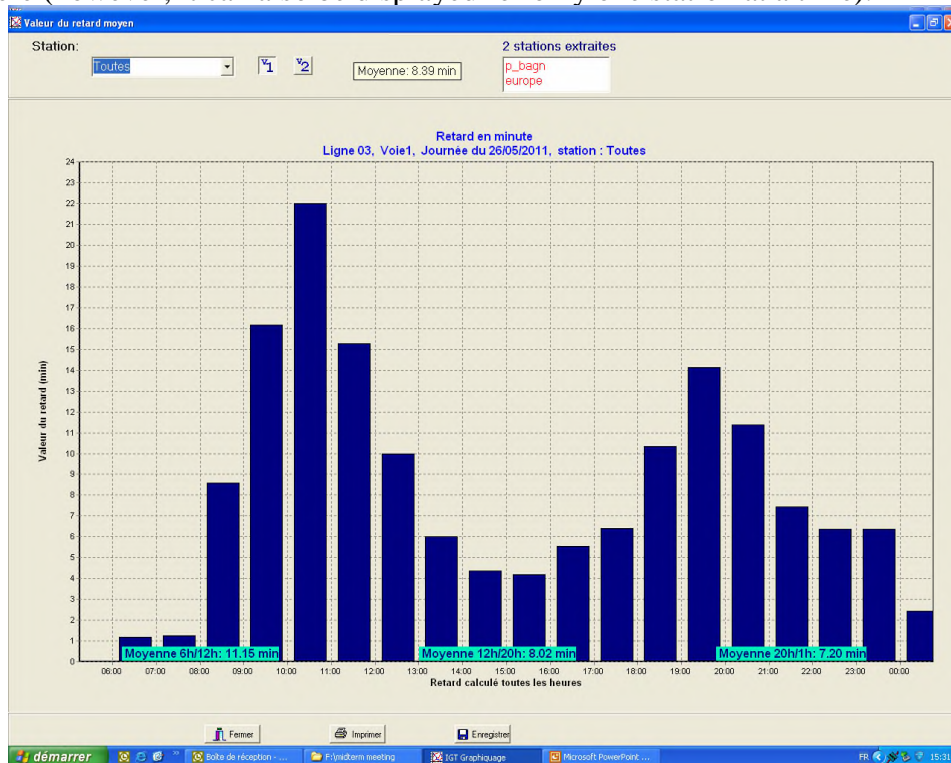 Valeur du retard moyen
Station:
Toutes
V1
V2
Moyenne: 8.39 min
2 stations extraites
p_bagn
europe
Retard en minute
Ligne 03, Voie1, Journée du 26/05/2011, station : Toutes
Valeur du retard (min)
24
23
22
21
20
19
18
17
16
15
14
13
12
11
10
9
8
7
6
5
4
3
2
1
0
Moyenne 6h/12h: 11.15 min
Moyenne 12h/20h: 8.02 min
Moyenne 20h/1h: 7.20 min
06:00 07:00 08:00 09:00 10:00 11:00 12:00 13:00 14:00 15:00 16:00 17:00 18:00 19:00 20:00 21:00 22:00 23:00 00:00
Retard calculé toutes les heures
Fermer
Imprimer
Enregistrer
démarrer
Boîte de réception - ...
F:\midterm meeting
IGT Graphiquage
Microsoft PowerPoint ...
FR
15:31